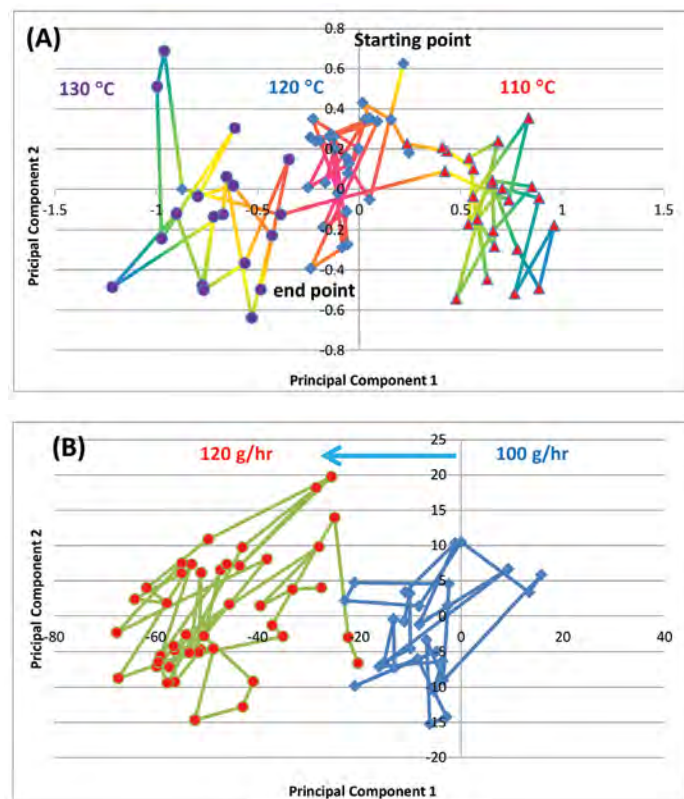 (A)
Starting point
130 °C
120 °C
110 °C
0.8
0.6
0.4
0.2
0
-0.2
-0.4
-0.6
-0.8
-1.5
-1
-0.5
0
0.5
1
1.5
end point
Pricipal Component 2
Principal Component 1
(B)
120 g/hr
100 g/hr
25
20
15
10
5
0
-5
-10
-15
-20
-80
-60
-40
-20
0
20
40
Pricipal Component 2
Principal Component 1